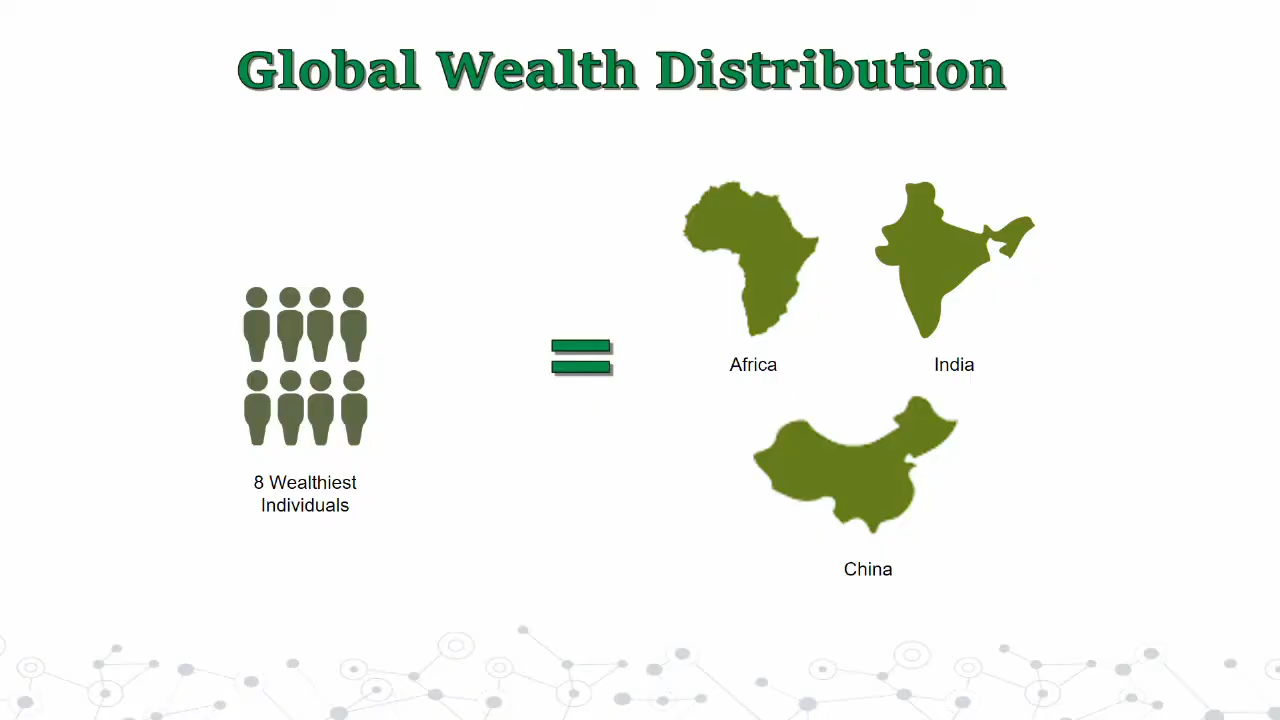 Global Wealth Distribution
8 Wealthiest
Individuals
=
Africa
India
China